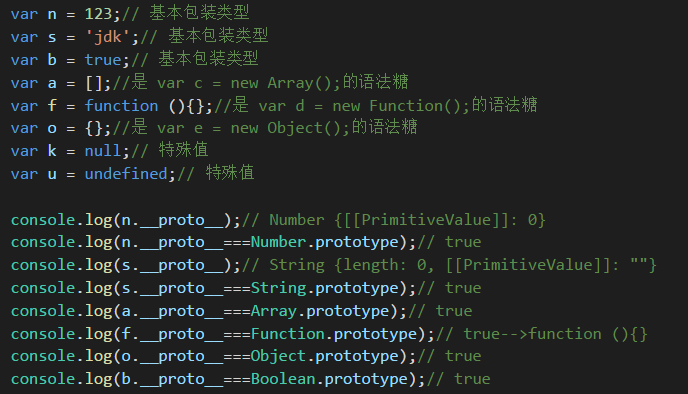 var n = 123;// 基本包装类型
var s = 'jdk';// 基本包装类型
var b = true;// 基本包装类型
var a = [];//是 var c = new Array();的语法糖
var f = function (){};//是 var d = new Function();的语法糖
var o = {};//是 var e = new Object();的语法糖
var k = null;// 特殊值
var u = undefined;// 特殊值
console.log(n.__proto__);// Number {[[PrimitiveValue]]: 0}
console.log(n.__proto__===Number.prototype);// true
console.log(s.__proto__);// String {length: 0, [[PrimitiveValue]]: ""}
console.log(s.__proto__===String.prototype);// true
console.log(a.__proto__===Array.prototype);// true
console.log(f.__proto__===Function.prototype);// true-->function (){}
console.log(o.__proto__===Object.prototype);// true
console.log(b.__proto__===Boolean.prototype);// true